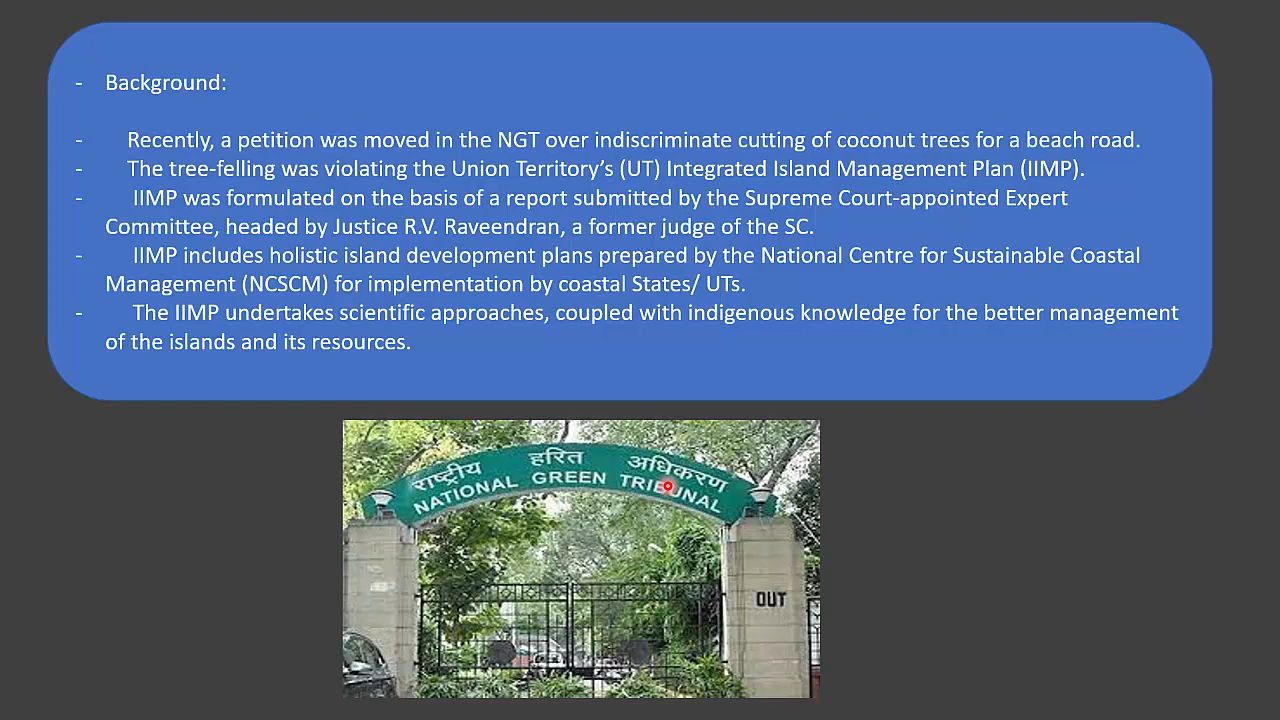 - Background:
- Recently, a petition was moved in the NGT over indiscriminate cutting of coconut trees for a beach road.
- The tree-felling was violating the Union Territory’s (UT) Integrated Island Management Plan (IIMP).
- IIMP was formulated on the basis of a report submitted by the Supreme Court-appointed Expert
Committee, headed by Justice R.V. Raveendran, a former judge of the SC.
- IIMP includes holistic island development plans prepared by the National Centre for Sustainable Coastal
Management (NCSCM) for implementation by coastal States/ UTs.
- The IIMP undertakes scientific approaches, coupled with indigenous knowledge for the better management
of the islands and its resources.
राष्ट्रीय हरित अधिकरण
NATIONAL GREEN TRIBUNAL
OUT